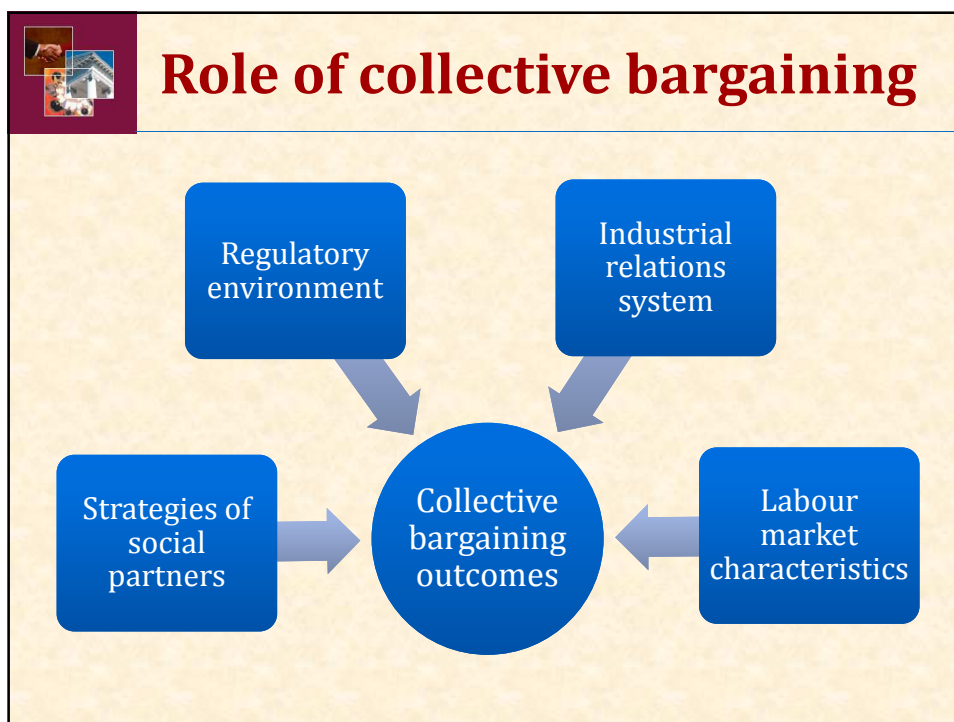 Role of collective bargaining
Regulatory
environment
Industrial
relations
system
Strategies of
social
partners
Collective
bargaining
outcomes
Labour
market
characteristics